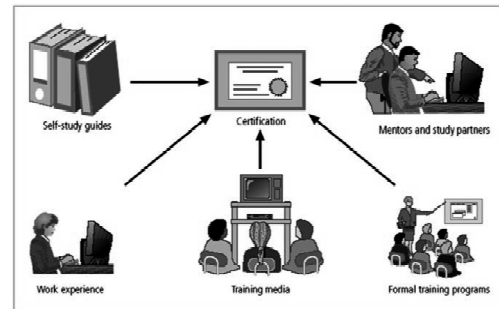 Self-study guides
Certification
Mentors and study partners
Work experience
Training media
Formal training programs